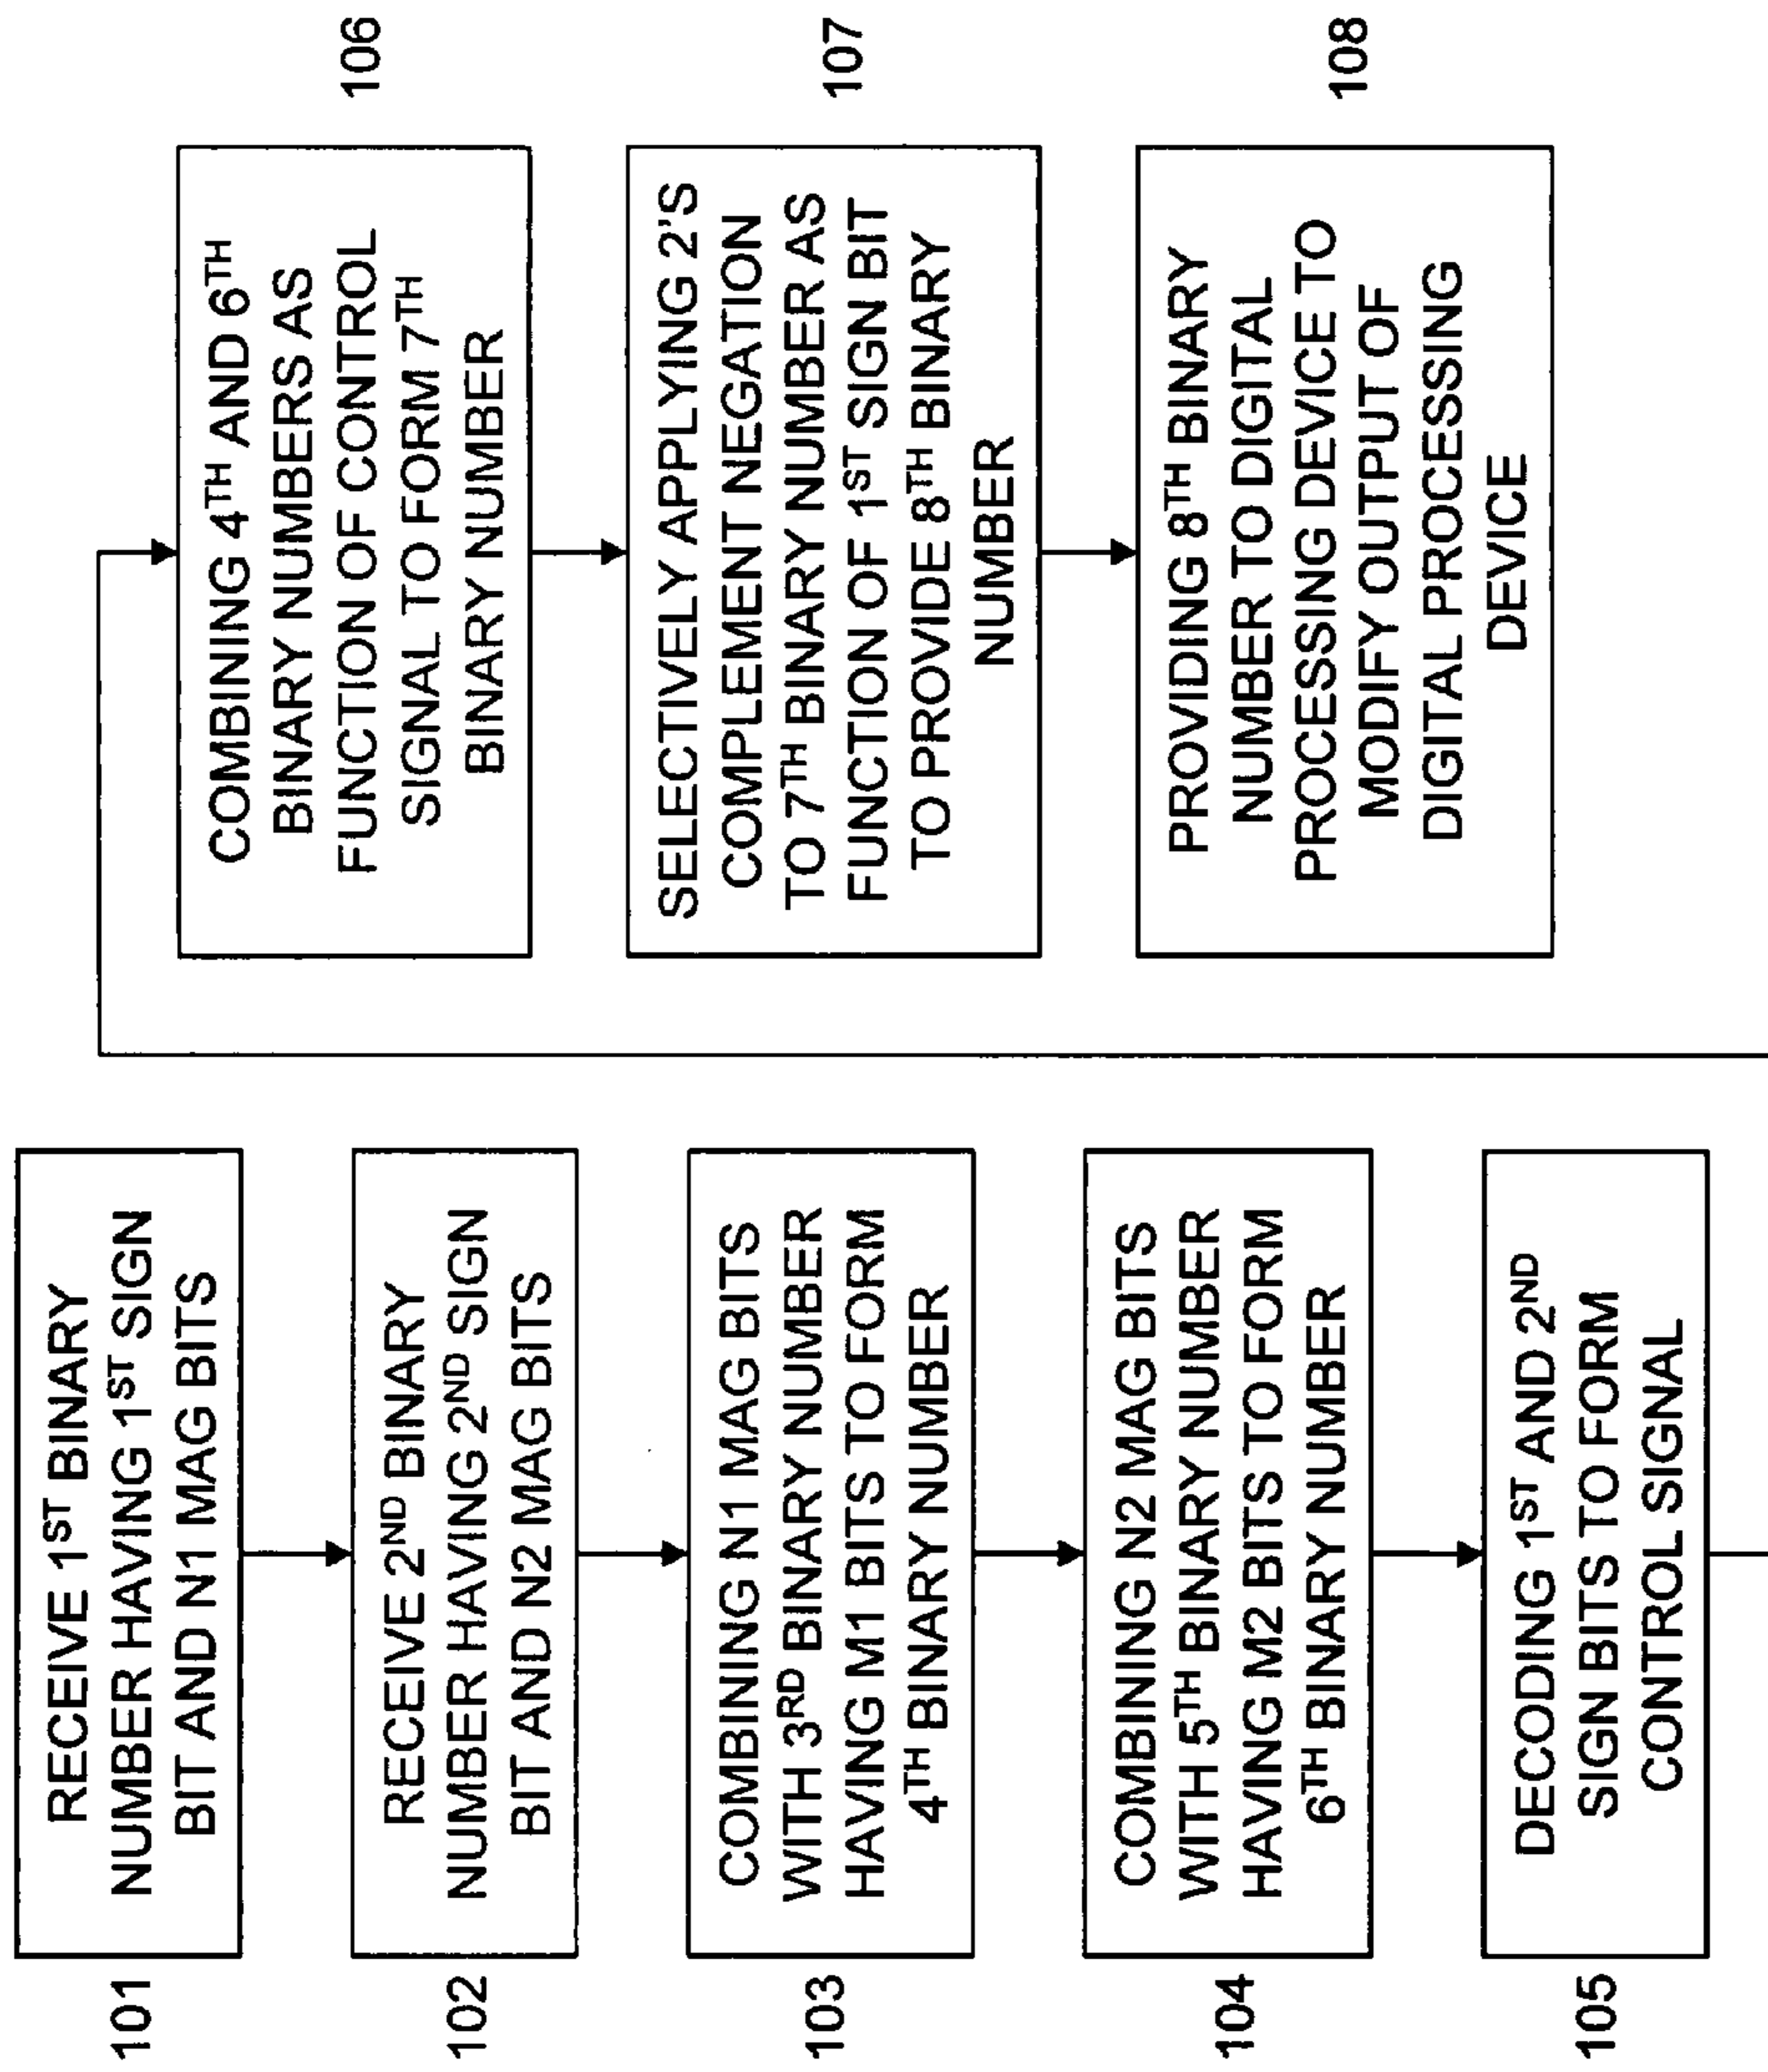 101
RECEIVE 1ST BINARY
NUMBER HAVING 1ST SIGN
BIT AND N1 MAG BITS
102
RECEIVE 2ND BINARY
NUMBER HAVING 2ND SIGN
BIT AND N2 MAG BITS
103
COMBINING N1 MAG BITS
WITH 3RD BINARY NUMBER
HAVING M1 BITS TO FORM
4TH BINARY NUMBER
104
COMBINING N2 MAG BITS
WITH 5TH BINARY NUMBER
HAVING M2 BITS TO FORM
6TH BINARY NUMBER
105
DECODING 1ST AND 2ND
SIGN BITS TO FORM
CONTROL SIGNAL
COMBINING 4TH AND 6TH
BINARY NUMBERS AS
FUNCTION OF CONTROL
SIGNAL TO FORM 7TH
BINARY NUMBER
106
SELECTIVELY APPLYING 2'S
COMPLEMENT NEGATION
TO 7TH BINARY NUMBER AS
FUNCTION OF 1ST SIGN BIT
TO PROVIDE 8TH BINARY
NUMBER
107
PROVIDING 8TH BINARY
NUMBER TO DIGITAL
PROCESSING DEVICE TO
MODIFY OUTPUT OF
DIGITAL PROCESSING
DEVICE
108